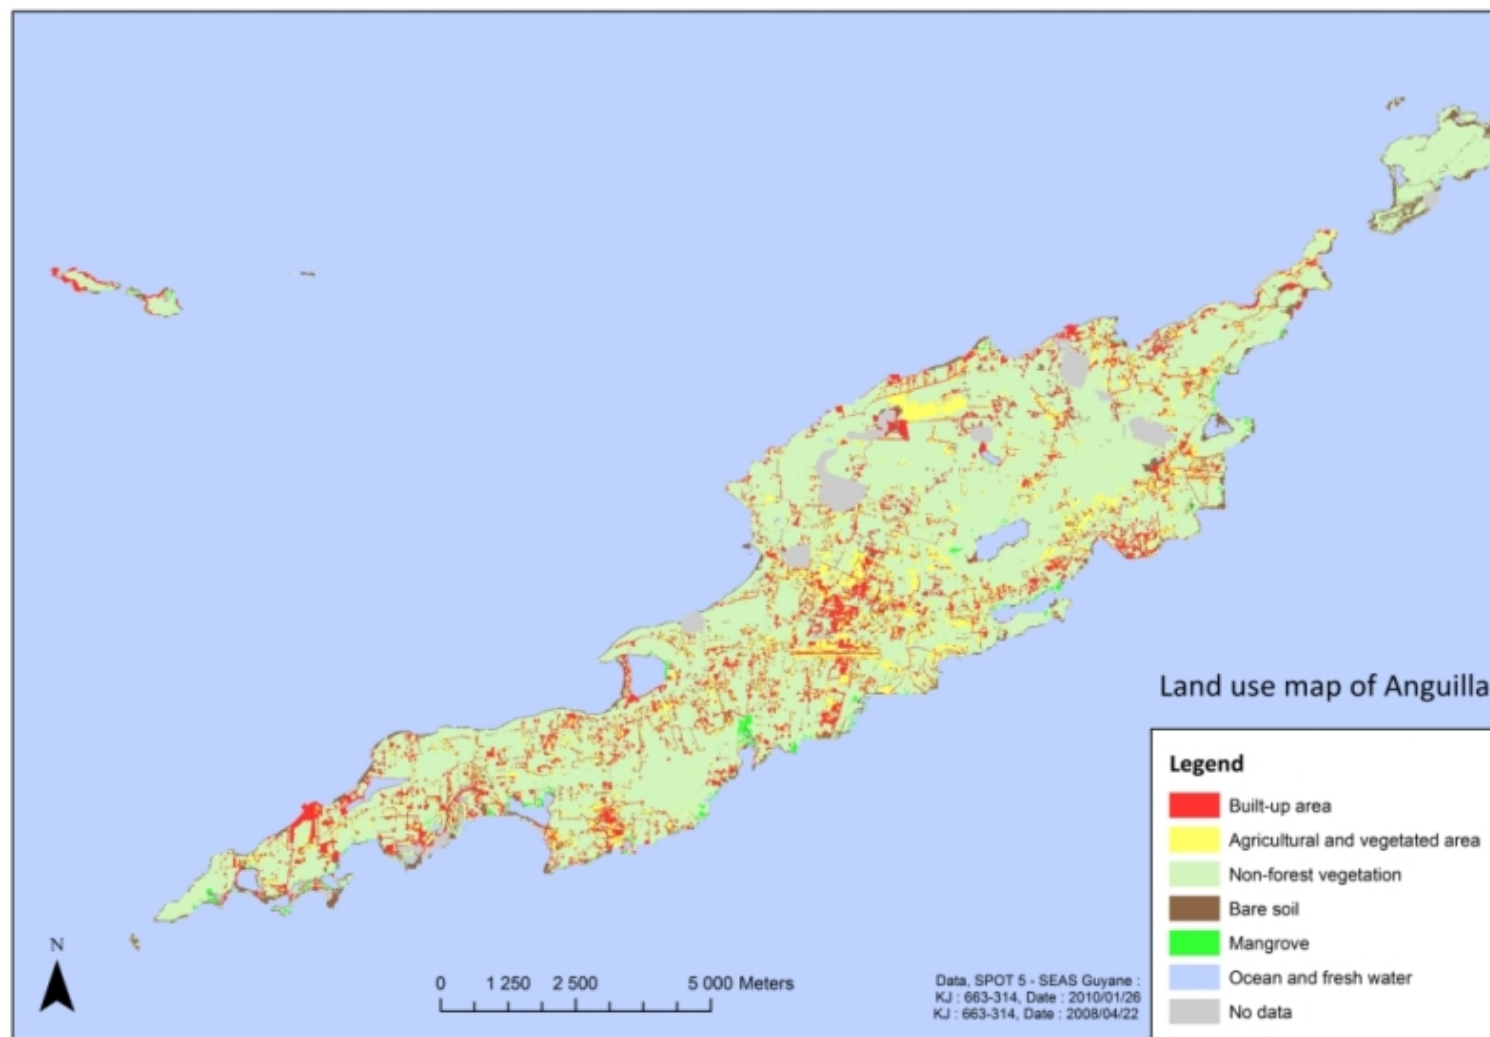 Land use map of Anguilla
Legend
Built-up area
Agricultural and vegetated area
Non-forest vegetation
Bare soil
Mangrove
Ocean and fresh water
No data
N
0 1 250 2 500 5 000 Meters
Data, SPOT 5 - SEAS Guyane :
KJ : 663-314, Date : 2010/01/26
KJ : 663-314, Date : 2008/04/22